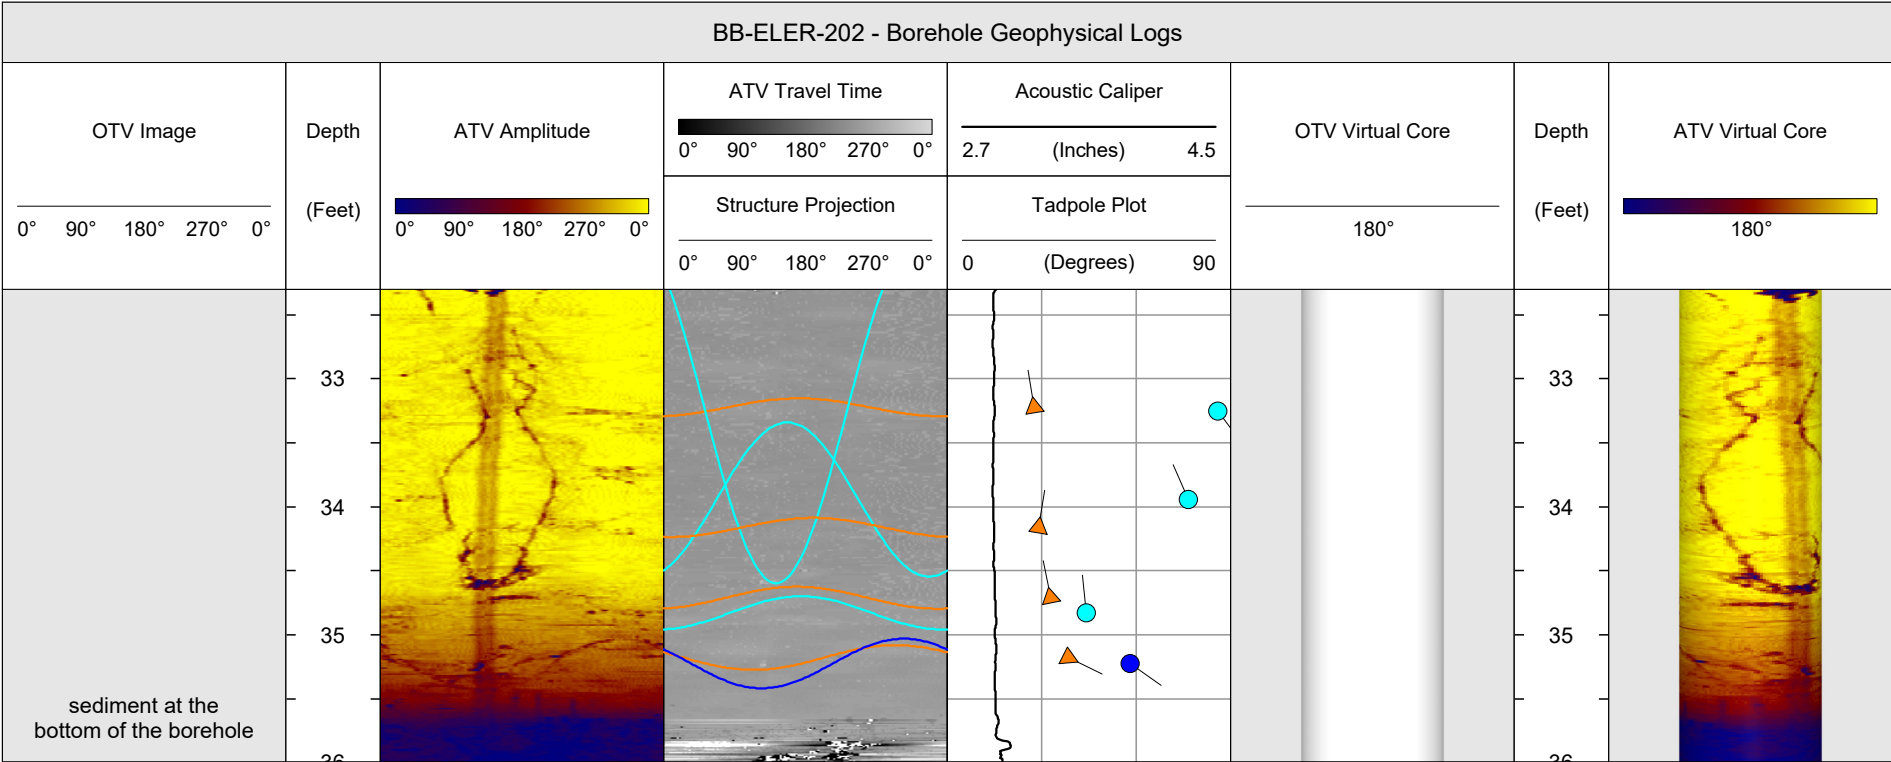 BB-ELER-202 - Borehole Geophysical Logs
OTV Image
0° 90° 180° 270° 0°
Depth
(Feet)
ATV Amplitude
0° 90° 180° 270° 0°
ATV Travel Time
0° 90° 180° 270° 0°
Structure Projection
0° 90° 180° 270° 0°
Acoustic Caliper
2.7 (Inches) 4.5
Tadpole Plot
0 (Degrees) 90
OTV Virtual Core
180°
Depth
(Feet)
ATV Virtual Core
180°
33
34
35
36
sediment at the
bottom of the borehole
33
34
35
36